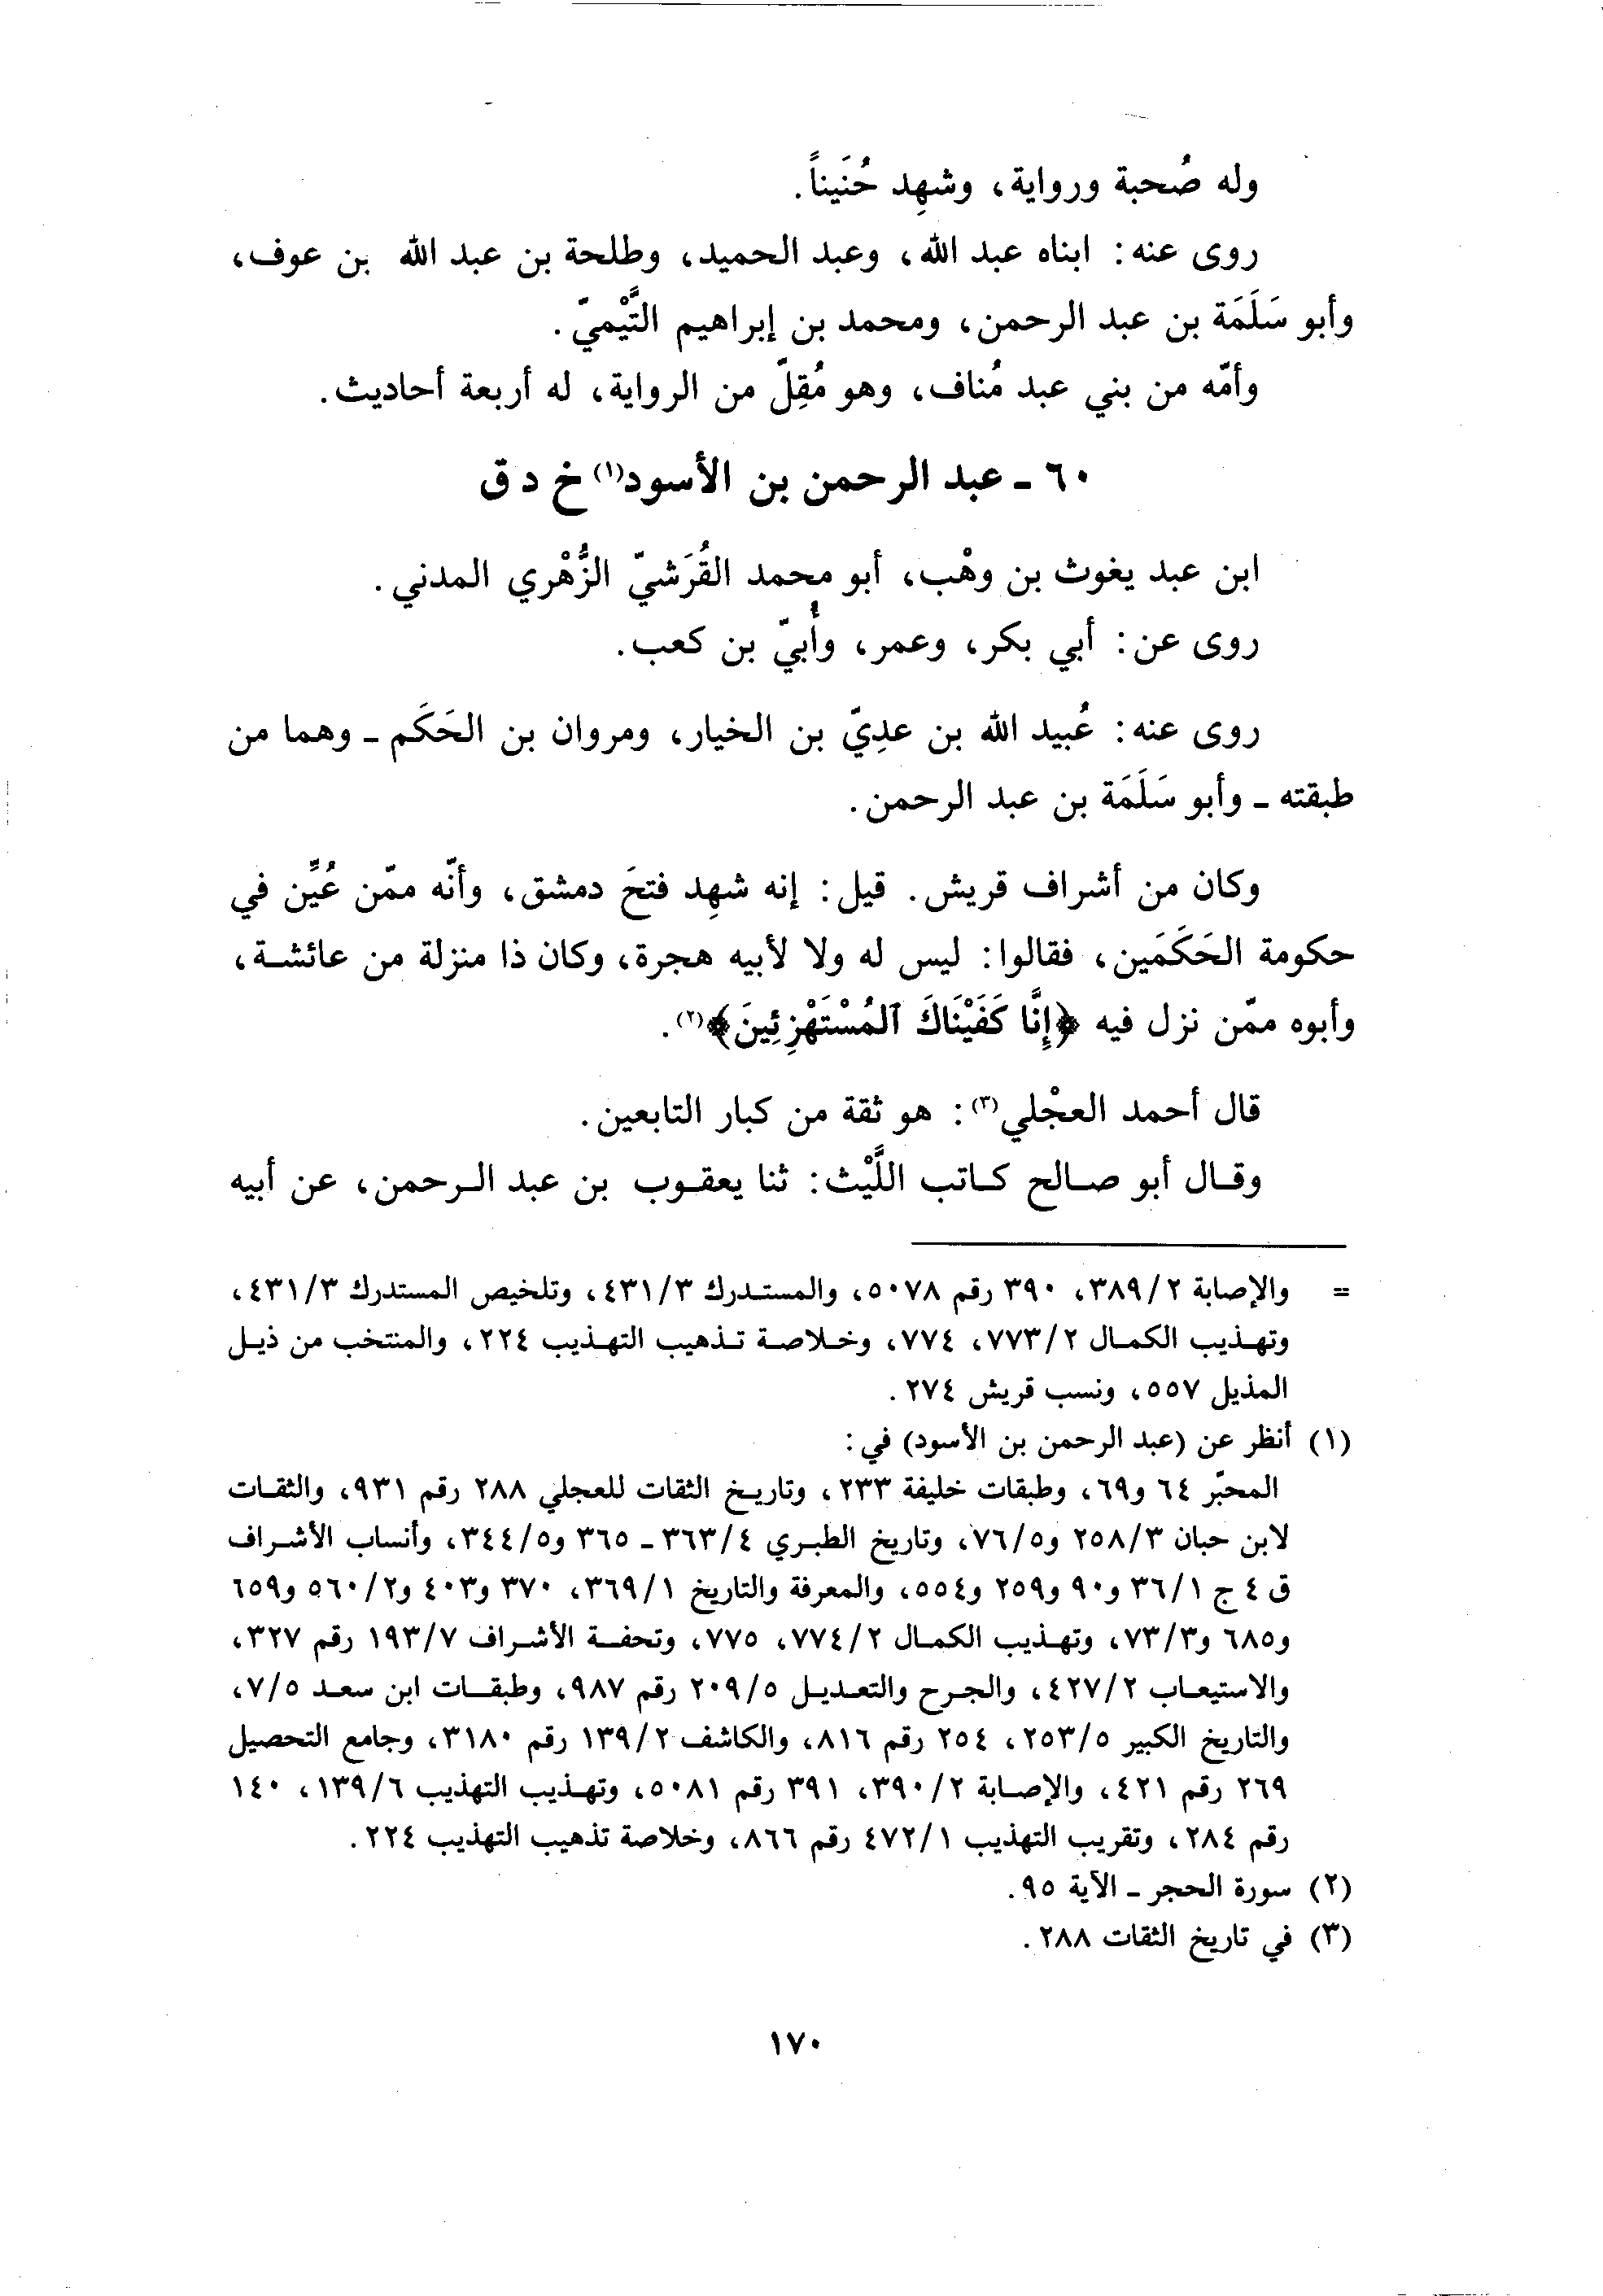 وله صُحبة ورواية، وشهِد حُنَيناً.
روى عنه: ابناه عبد الله، وعبد الحميد، وطلحة بن عبد الله بن عوف،
وأبو سَلَمَة بن عبد الرحمن، ومحمد بن إبراهيم التَّيْميّ.
وأمّه من بني عبد مُناف، وهو مُقِلّ من الرواية، له أربعة أحاديث.
٦٠ ـ عبد الرحمن بن الأسود(١) خ د ق
ابن عبد يغوث بن وهْب، أبو محمد القُرَشيّ الزُّهْري المدني.
روى عن: أبي بكر، وعمر، وأُبيّ بن كعب.
روى عنه: عُبيد الله بن عدِيّ بن الخيار، ومروان بن الحَكَم ـ وهما من
طبقته ـ وأبو سَلَمَة بن عبد الرحمن.
وكان من أشراف قريش. قيل: إنه شهِد فتحَ دمشق، وأنّه ممّن عُيِّن في
حكومة الحَكَمَين، فقالوا: ليس له ولا لأبيه هجرة، وكان ذا منزلة من عائشة،
وأبوه ممّن نزل فيه ﴿إِنَّا كَفَيْنَاكَ ٱلمُسْتَهْزِئِينَ﴾(٢).
قال أحمد العجْلي(٣): هو ثقة من كبار التابعين.
وقال أبو صالح كاتب اللَّيْث: ثنا يعقوب بن عبد الرحمن، عن أبيه
= والإصابة ٣٨٩/٢، ٣٩٠ رقم ٥٠٧٨، والمستدرك ٤٣١/٣، وتلخيص المستدرك ٤٣١/٣،
وتهذيب الكمال ٧٧٣/٢، ٧٧٤، وخلاصة تذهيب التهذيب ٢٢٤، والمنتخب من ذيل
المذيل ٥٥٧، ونسب قريش ٢٧٤.
(١) أنظر عن (عبد الرحمن بن الأسود) في:
المحبّر ٦٤ و٦٩، وطبقات خليفة ٢٣٣، وتاريخ الثقات للعجلي ٢٨٨ رقم ٩٣١، والثقات
لابن حبان ٢٥٨/٣ و٧٦/٥، وتاريخ الطبري ٣٦٣/٤ ـ ٣٦٥ و٣٤٤/٥، وأنساب الأشراف
ق ٤ ج ٣٦/١ و٩٠ و٢٥٩ و٥٥٤، والمعرفة والتاريخ ٣٦٩/١، ٣٧٠ و٤٠٣ و٥٦٠/٢ و٦٥٩
و٦٨٥ و٧٣/٣، وتهذيب الكمال ٧٧٤/٢، ٧٧٥، وتحفة الأشراف ١٩٣/٧ رقم ٣٢٧،
والاستيعاب ٤٢٧/٢، والجرح والتعديل ٢٠٩/٥ رقم ٩٨٧، وطبقات ابن سعد ٧/٥،
والتاريخ الكبير ٢٥٣/٥، ٢٥٤ رقم ٨١٦، والكاشف ١٣٩/٢ رقم ٣١٨٠، وجامع التحصيل
٢٦٩ رقم ٤٢١، والإصابة ٣٩٠/٢، ٣٩١ رقم ٥٠٨١، وتهذيب التهذيب ١٣٩/٦، ١٤٠
رقم ٢٨٤، وتقريب التهذيب ٤٧٢/١ رقم ٨٦٦، وخلاصة تذهيب التهذيب ٢٢٤.
(٢) سورة الحجر ـ الآية ٩٥.
(٣) في تاريخ الثقات ٢٨٨.
١٧٠